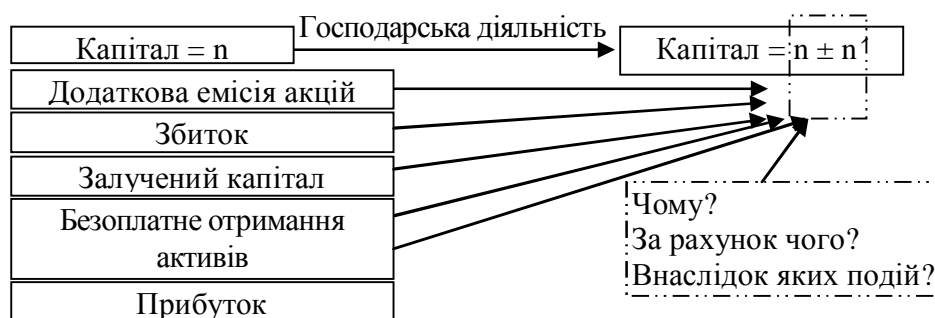 Господарська діяльність
Капітал = n
Капітал = n ± n¹
Додаткова емісія акцій
Збиток
Залучений капітал
Безоплатне отримання
активів
Прибуток
Чому?
За рахунок чого?
Внаслідок яких подій?